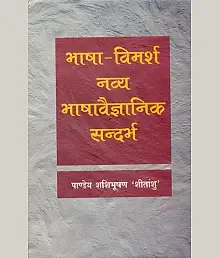 भाषा-विमर्श
नव्य
भाषावैज्ञानिक
सन्दर्भ
पाण्डेय शशिभूषण 'शीतांशु'